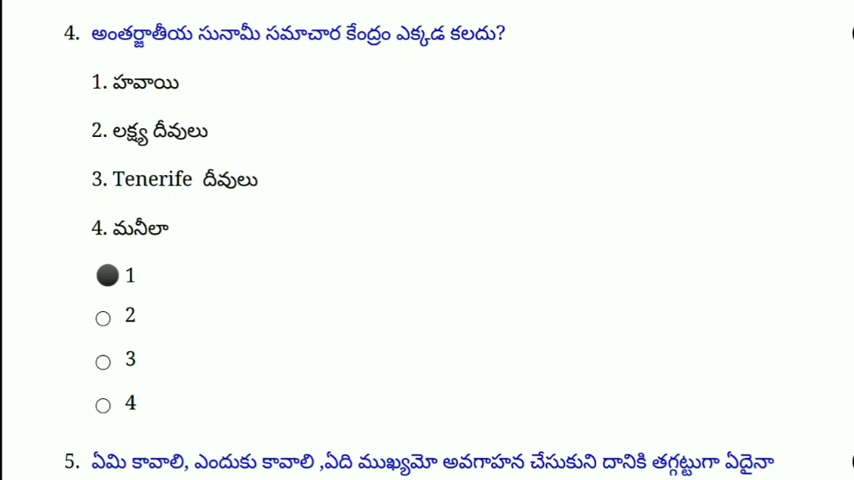 4. అంతర్జాతీయ సునామీ సమాచార కేంద్రం ఎక్కడ కలదు?
1. హవాయి
2. లక్ష్య దీవులు
3. Tenerife దీవులు
4. మనీలా
1
2
3
4
5. ఏమి కావాలి, ఎందుకు కావాలి ,ఏది ముఖ్యమో అవగాహన చేసుకుని దానికి తగ్గట్టుగా ఏదైనా